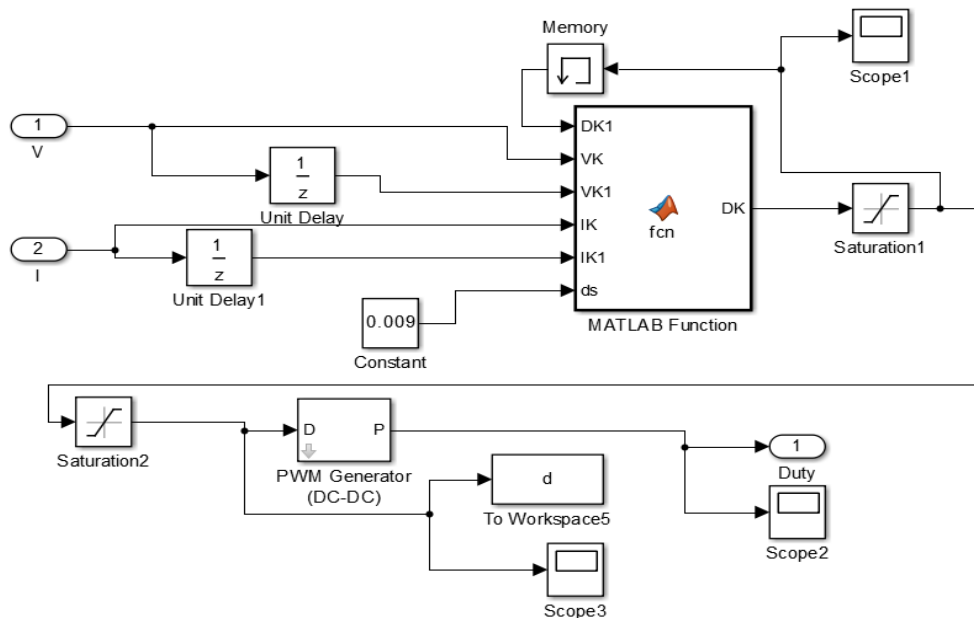 Memory
Scope1
1
V
DK1
VK
1
z
Unit Delay
VK1
fcn
DK
Saturation1
IK
2
I
1
z
Unit Delay1
IK1
ds
0.009
Constant
MATLAB Function
Saturation2
D
P
PWM Generator
(DC-DC)
1
Duty
d
To Workspace5
Scope2
Scope3